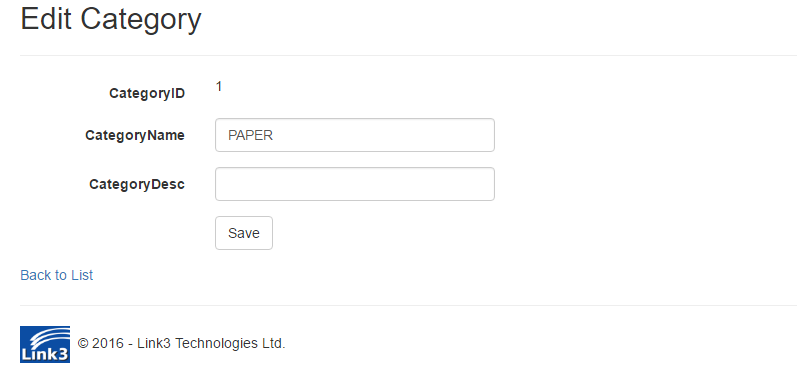 Edit Category
CategoryID 1
CategoryName PAPER
CategoryDesc
Save
Back to List
Link3 © 2016 - Link3 Technologies Ltd.